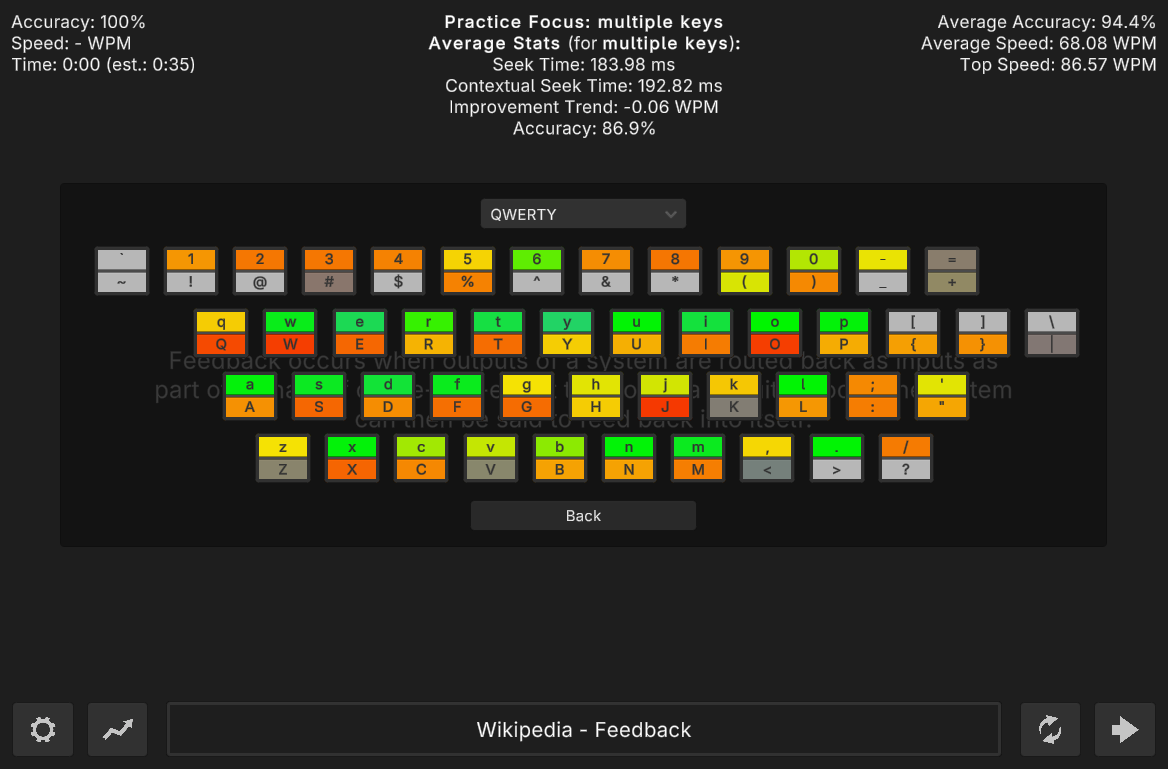 Accuracy: 100%
Speed: - WPM
Time: 0:00 (est.: 0:35)
Practice Focus: multiple keys
Average Stats (for multiple keys):
Seek Time: 183.98 ms
Contextual Seek Time: 192.82 ms
Improvement Trend: -0.06 WPM
Accuracy: 86.9%
Average Accuracy: 94.4%
Average Speed: 68.08 WPM
Top Speed: 86.57 WPM
QWERTY
` 1 2 3 4 5 6 7 8 9 0 - =
~ ! @ # $ % ^ & * ( ) _ +
q w e r t y u i o p [ ] \
Q W E R T Y U I O P { } |
Feedback occurs when outputs of a system are routed back as inputs as
a s d f g h j k l ; '
part of
A S D F G H J K L : "
can then be said to feed back into itself.
z x c v b n m , . /
Z X C V B N M < > ?
Back
Wikipedia - Feedback